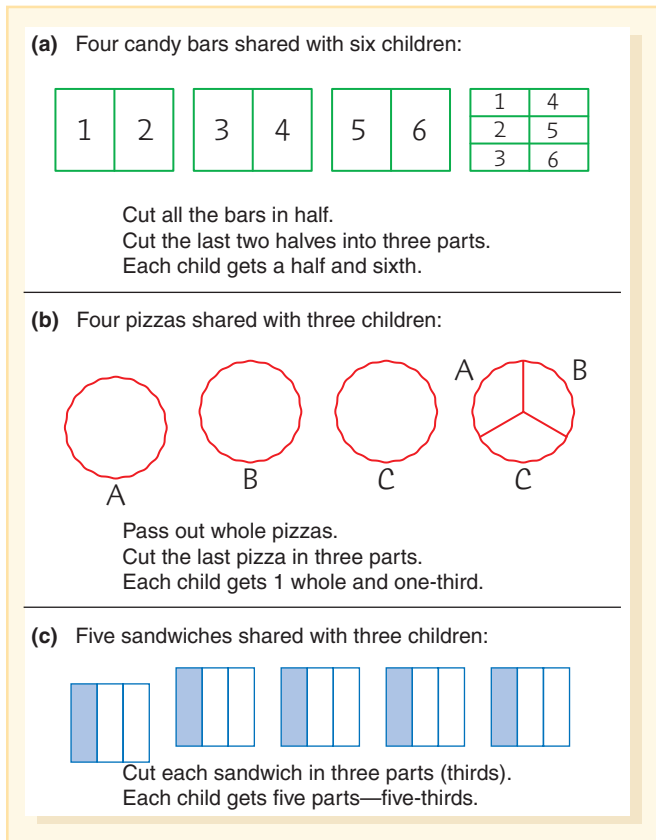 (a) Four candy bars shared with six children:
1 2 3 4 5 6 1 4
2 5
3 6
Cut all the bars in half.
Cut the last two halves into three parts.
Each child gets a half and sixth.
(b) Four pizzas shared with three children:
A B
A B C C
Pass out whole pizzas.
Cut the last pizza in three parts.
Each child gets 1 whole and one-third.
(c) Five sandwiches shared with three children:
Cut each sandwich in three parts (thirds).
Each child gets five parts—five-thirds.